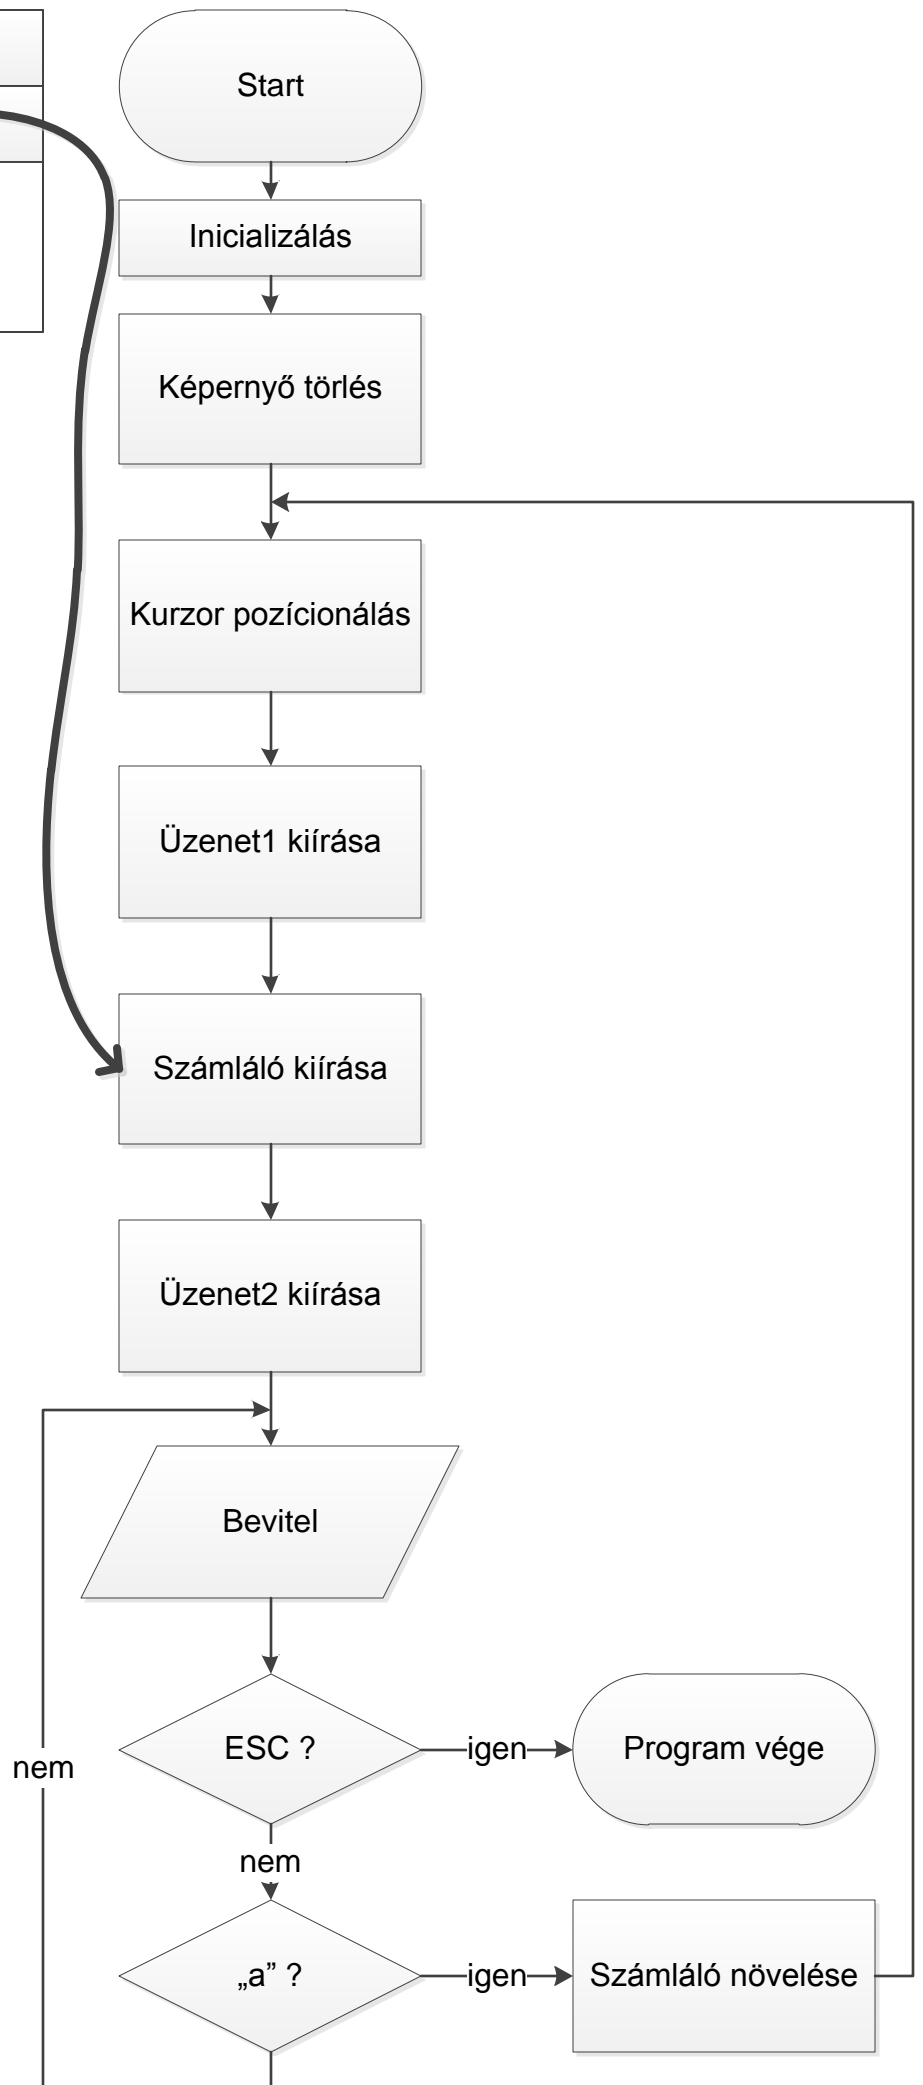 Start
Inicializálás
Képernyő törlés
Kurzor pozícionálás
Üzenet1 kiírása
Számláló kiírása
Üzenet2 kiírása
Bevitel
ESC ?
igen
Program vége
nem
nem
„a” ?
igen
Számláló növelése